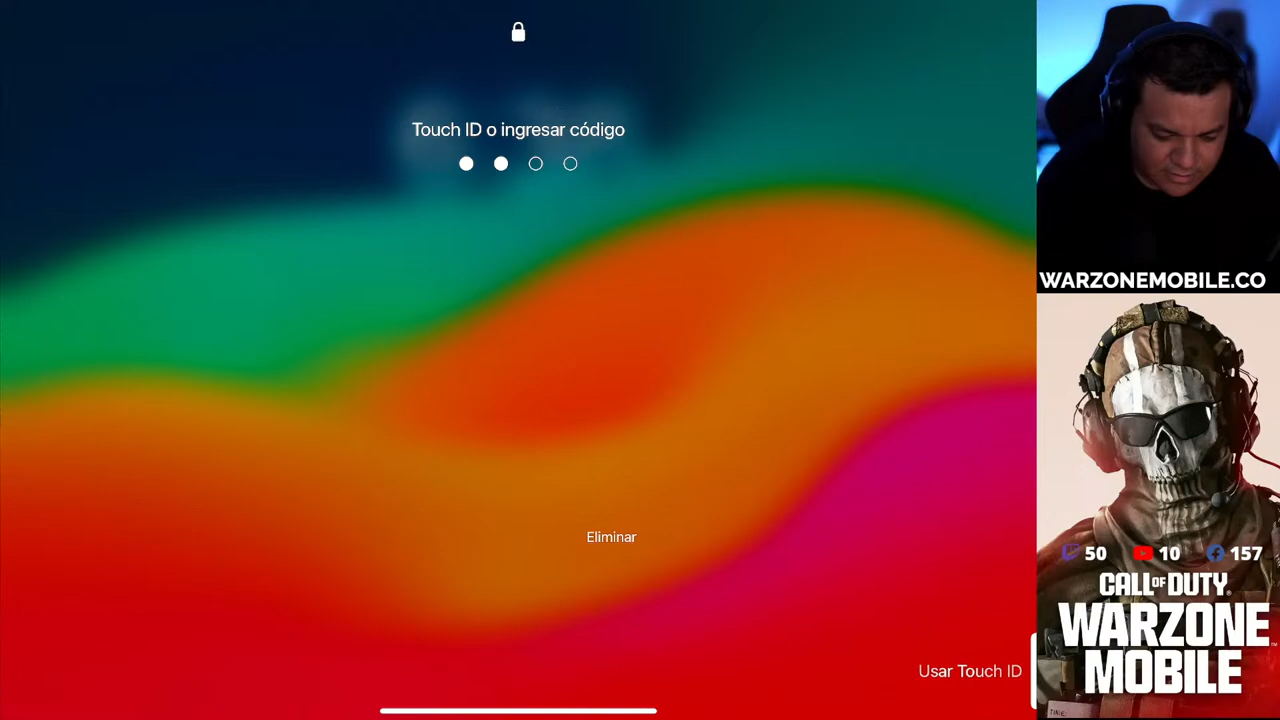 Touch ID o ingresar código
Eliminar
Usar Touch ID
WARZONEMOBILE.CO
50 10 157
CALL OF DUTY
WARZONE
MOBILE